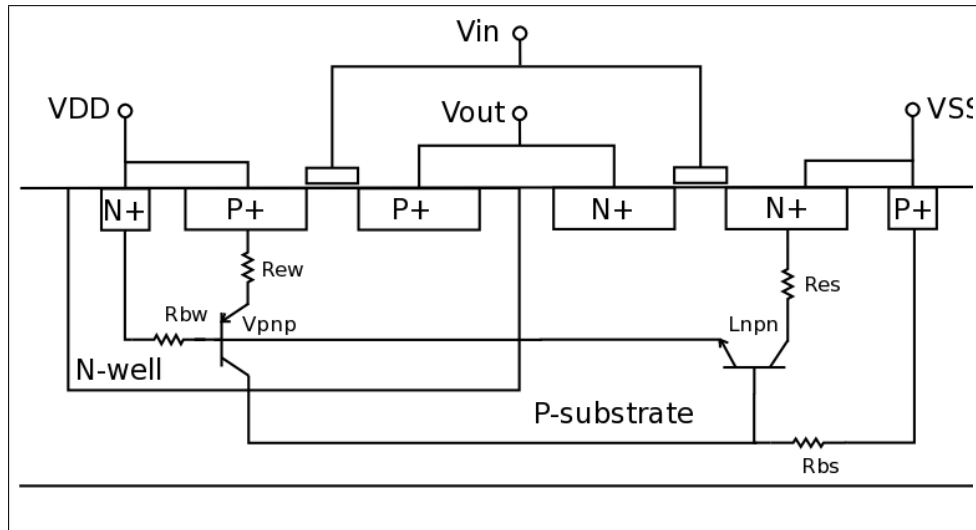 Vin
VDD
Vout
VSS
N+
P+
P+
N+
N+
P+
Rew
Res
Rbw
Vpnp
Lnpn
N-well
P-substrate
Rbs